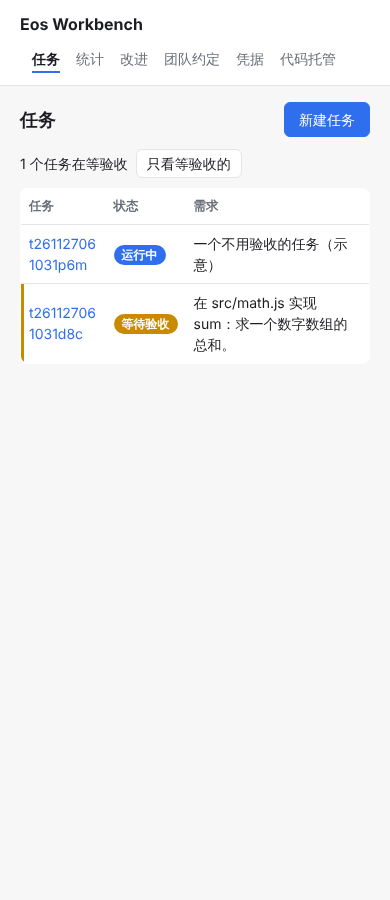 Eos Workbench
任务 统计 改进 团队约定 凭据 代码托管
任务
新建任务
1 个任务在等验收 只看等验收的
任务 状态 需求
t26112706
1031p6m
运行中
一个不用验收的任务（示
意）
t26112706
1031d8c
等待验收
在 src/math.js 实现
sum：求一个数字数组的
总和。